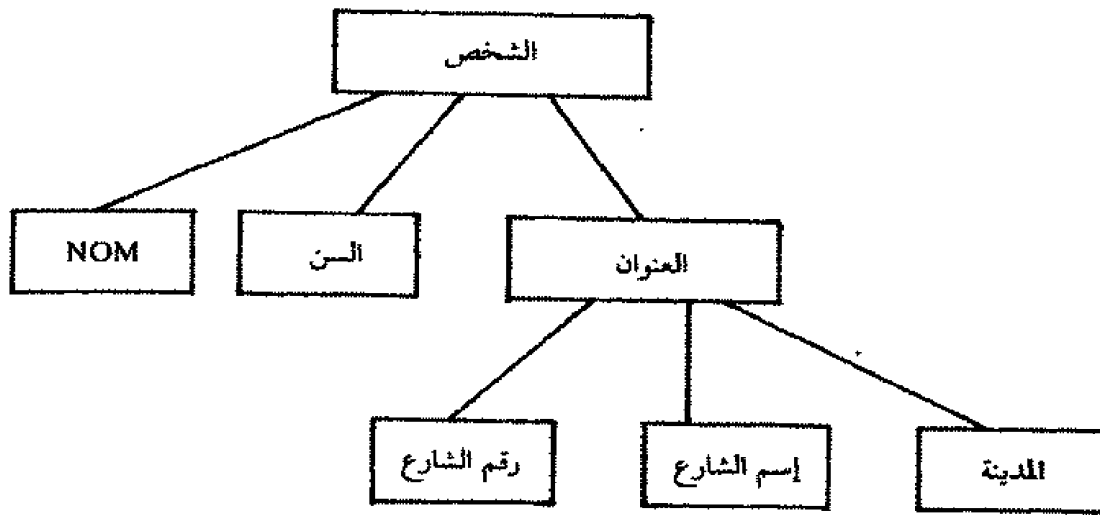 الشخص
NOM
السن
العنوان
رقم الشارع
إسم الشارع
المدينة